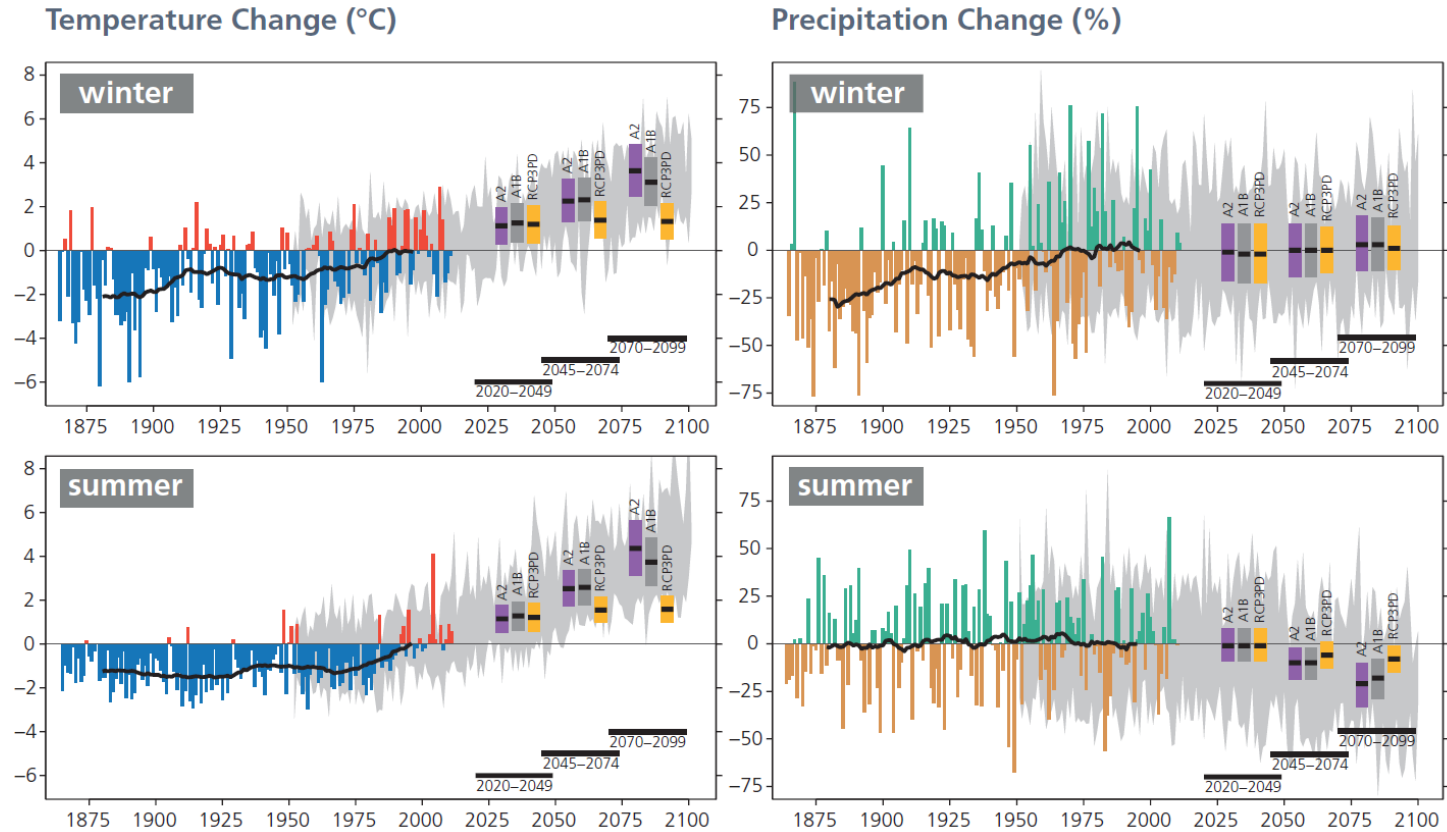 Temperature Change (°C)
Precipitation Change (%)
winter
8
6
4
2
0
−2
−4
−6
A2
A1B
RCP3PD
A2
A1B
RCP3PD
A2
A1B
RCP3PD
2070–2099
2045–2074
2020–2049
1875 1900 1925 1950 1975 2000 2025 2050 2075 2100
winter
75
50
25
0
−25
−50
−75
A2
A1B
RCP3PD
A2
A1B
RCP3PD
A2
A1B
RCP3PD
2070–2099
2045–2074
2020–2049
1875 1900 1925 1950 1975 2000 2025 2050 2075 2100
summer
8
6
4
2
0
−2
−4
−6
A2
A1B
RCP3PD
A2
A1B
RCP3PD
A2
A1B
RCP3PD
2070–2099
2045–2074
2020–2049
1875 1900 1925 1950 1975 2000 2025 2050 2075 2100
summer
75
50
25
0
−25
−50
−75
A2
A1B
RCP3PD
A2
A1B
RCP3PD
A2
A1B
RCP3PD
2070–2099
2045–2074
2020–2049
1875 1900 1925 1950 1975 2000 2025 2050 2075 2100